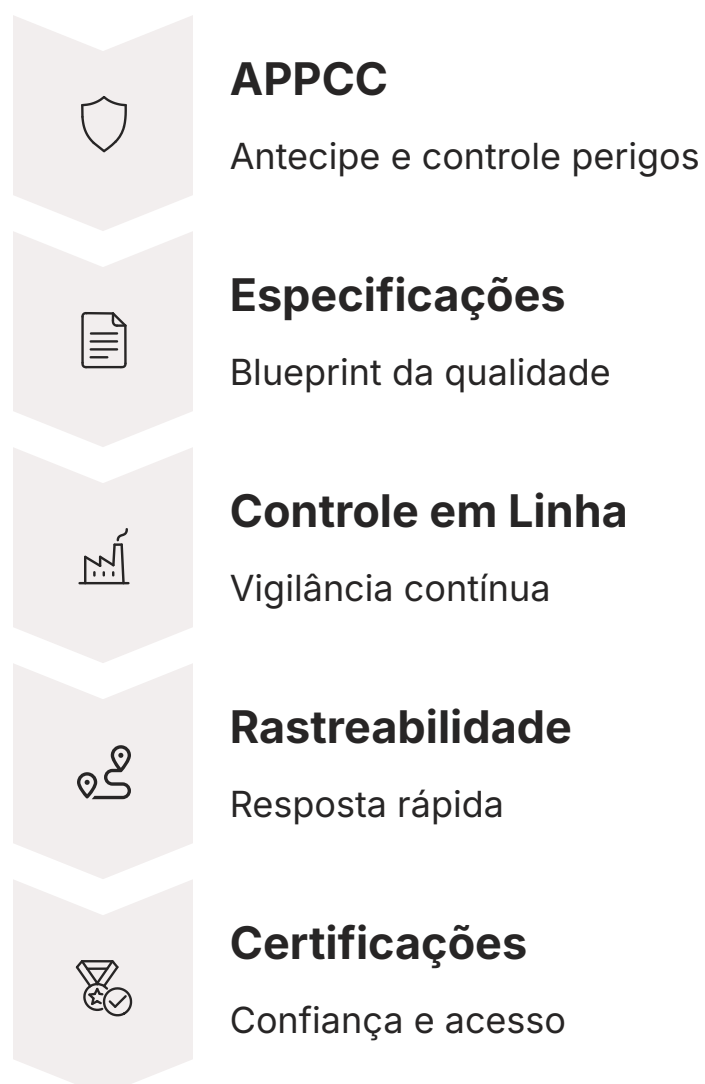 APPCC
Antecipe e controle perigos
Especificações
Blueprint da qualidade
Controle em Linha
Vigilância contínua
Rastreabilidade
Resposta rápida
Certificações
Confiança e acesso